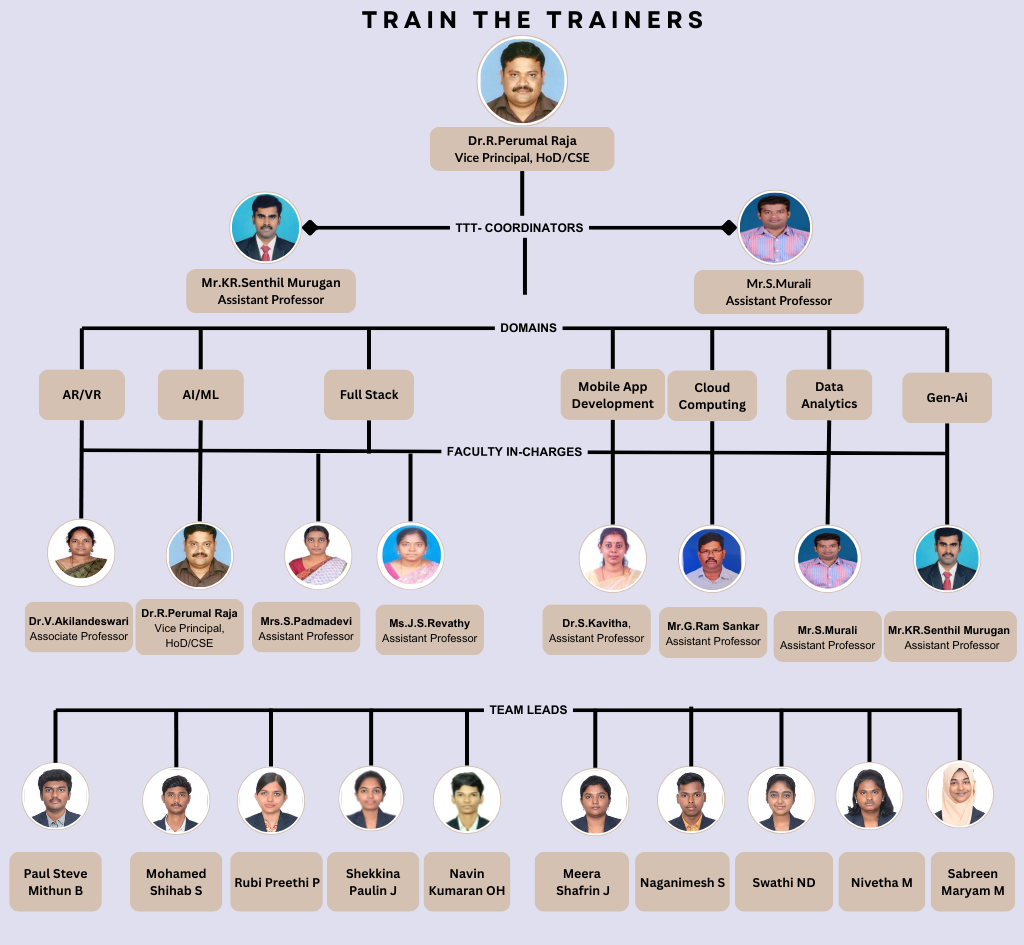 TRAIN THE TRAINERS
Dr.R.Perumal Raja
Vice Principal, HoD/CSE
TTT- COORDINATORS
Mr.KR.Senthil Murugan
Assistant Professor
Mr.S.Murali
Assistant Professor
DOMAINS
AR/VR
AI/ML
Full Stack
Mobile App
Development
Cloud
Computing
Data
Analytics
Gen-Ai
FACULTY IN-CHARGES
Dr.V.Akilandeswari
Associate Professor
Dr.R.Perumal Raja
Vice Principal,
HoD/CSE
Mrs.S.Padmadevi
Assistant Professor
Ms.J.S.Revathy
Assistant Professor
Dr.S.Kavitha,
Assistant Professor
Mr.G.Ram Sankar
Assistant Professor
Mr.S.Murali
Assistant Professor
Mr.KR.Senthil Murugan
Assistant Professor
TEAM LEADS
Paul Steve
Mithun B
Mohamed
Shihab S
Rubi Preethi P
Shekkina
Paulin J
Navin
Kumaran OH
Meera
Shafrin J
Naganimesh S
Swathi ND
Nivetha M
Sabreen
Maryam M